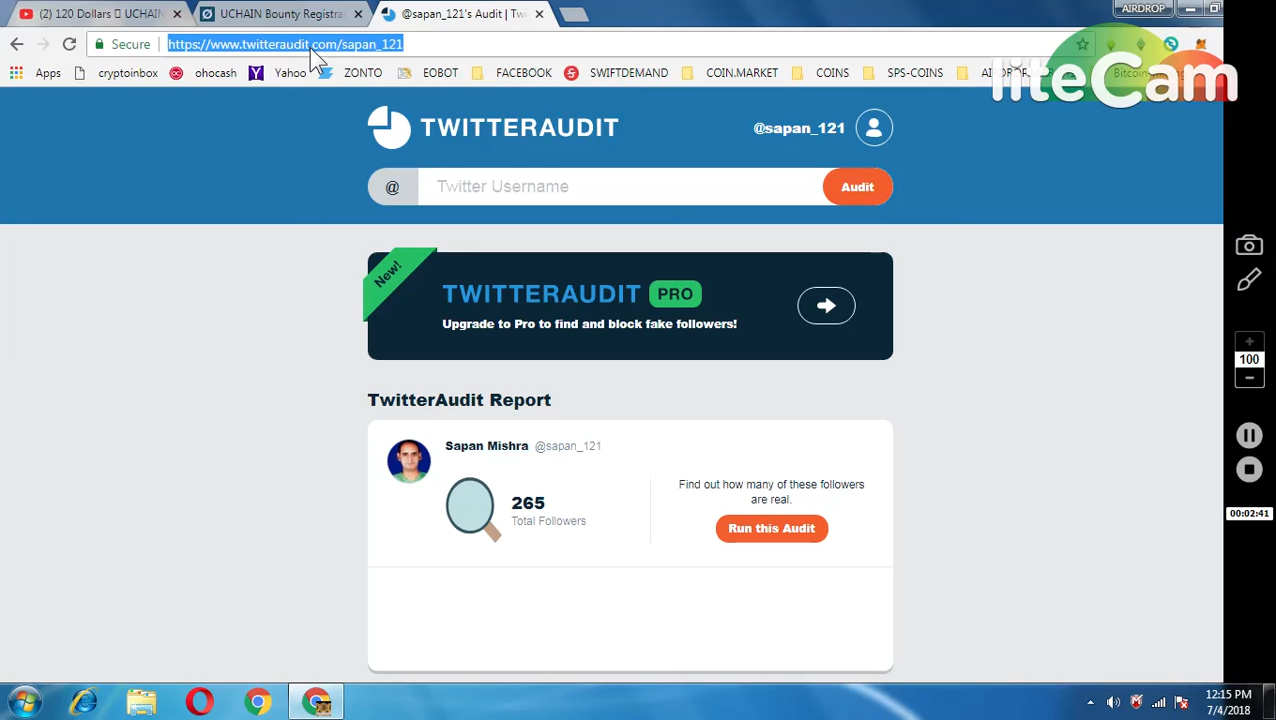 (2) 120 Dollars
UCHAIN Bounty Registra
@sapan_121's Audit | Tw
AIRDROP
Secure
https://www.twitteraudit.com/sapan_121
Apps
cryptoinbox
ohocash
Yahoo
ZONTO
EOBOT
FACEBOOK
SWIFTDEMAND
COIN.MARKET
COINS
SPS-COINS
liteCam
TWITTERAUDIT
@sapan_121
@
Twitter Username
Audit
New!
TWITTERAUDIT PRO
Upgrade to Pro to find and block fake followers!
TwitterAudit Report
Sapan Mishra @sapan_121
265
Total Followers
Find out how many of these followers
are real.
Run this Audit
100
00:02:41
12:15 PM
7/4/2018